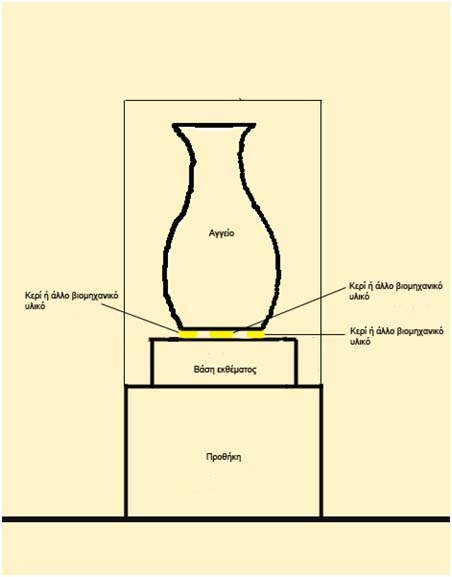 Αγγείο
Κερί ή άλλο βιομηχανικό
υλικό
Κερί ή άλλο βιομηχανικό
υλικό
Κερί ή άλλο βιομηχανικό
υλικό
Βάση εκθέματος
Προθήκη